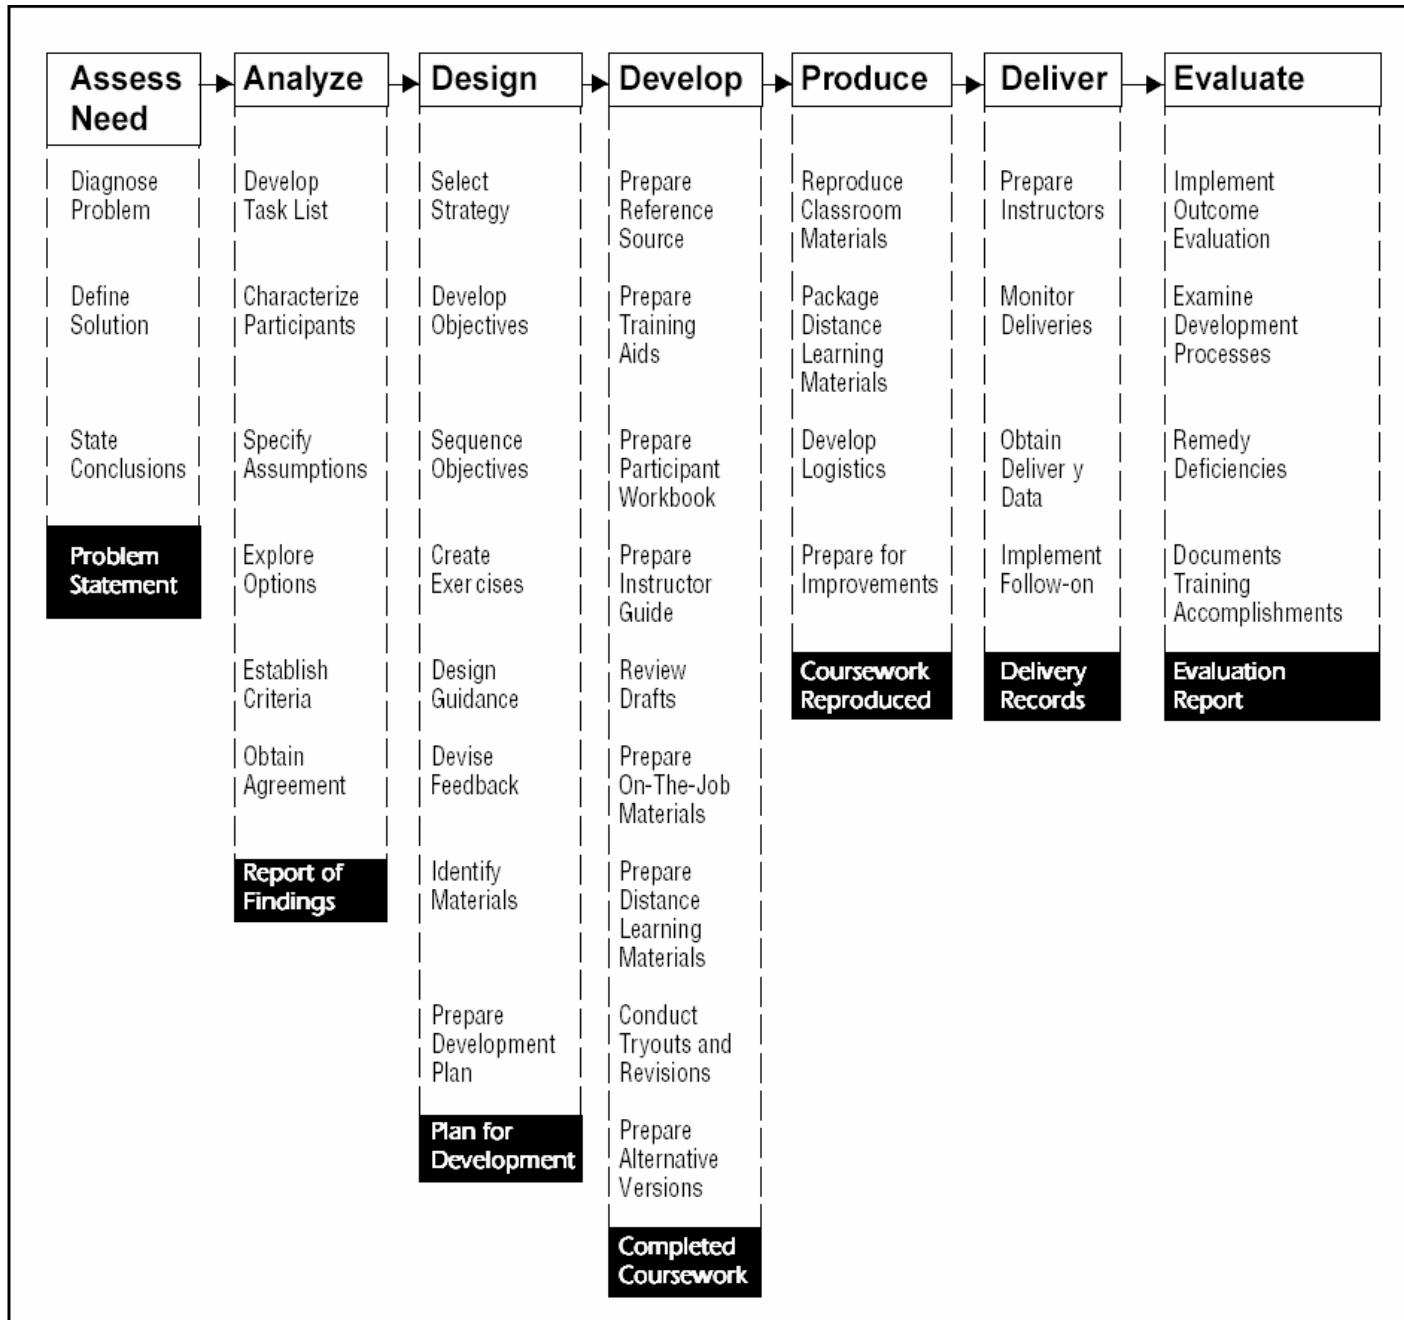 Assess
Need
Analyze
Design
Develop
Produce
Deliver
Evaluate
Diagnose
Problem
Define
Solution
State
Conclusions
Problem
Statement
Develop
Task List
Characterize
Participants
Specify
Assumptions
Explore
Options
Establish
Criteria
Obtain
Agreement
Report of
Findings
Select
Strategy
Develop
Objectives
Sequence
Objectives
Create
Exercises
Design
Guidance
Devise
Feedback
Identify
Materials
Prepare
Development
Plan
Plan for
Development
Prepare
Reference
Source
Prepare
Training
Aids
Prepare
Participant
Workbook
Prepare
Instructor
Guide
Review
Drafts
Prepare
On-The-Job
Materials
Prepare
Distance
Learning
Materials
Conduct
Tryouts and
Revisions
Prepare
Alternative
Versions
Completed
Coursework
Reproduce
Classroom
Materials
Package
Distance
Learning
Materials
Develop
Logistics
Prepare for
Improvements
Coursework
Reproduced
Prepare
Instructors
Monitor
Deliveries
Obtain
Deliver y
Data
Implement
Follow-on
Delivery
Records
Implement
Outcome
Evaluation
Examine
Development
Processes
Remedy
Deficiencies
Documents
Training
Accomplishments
Evaluation
Report